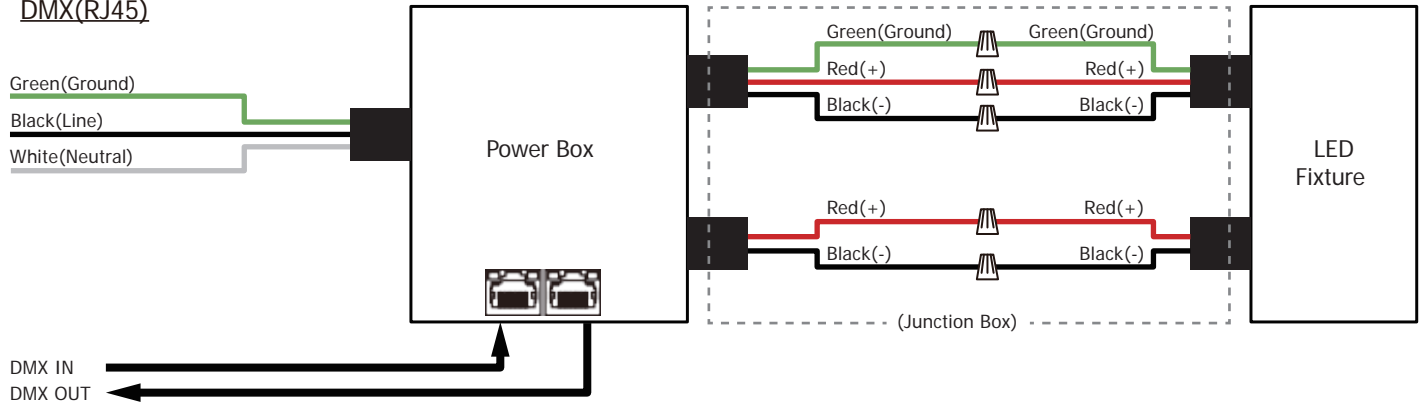 DMX(RJ45)
Green(Ground)
Black(Line)
White(Neutral)
Power Box
Green(Ground)
Green(Ground)
Red(+)
Red(+)
Black(-)
Black(-)
Red(+)
Red(+)
Black(-)
Black(-)
(Junction Box)
LED
Fixture
DMX IN
DMX OUT